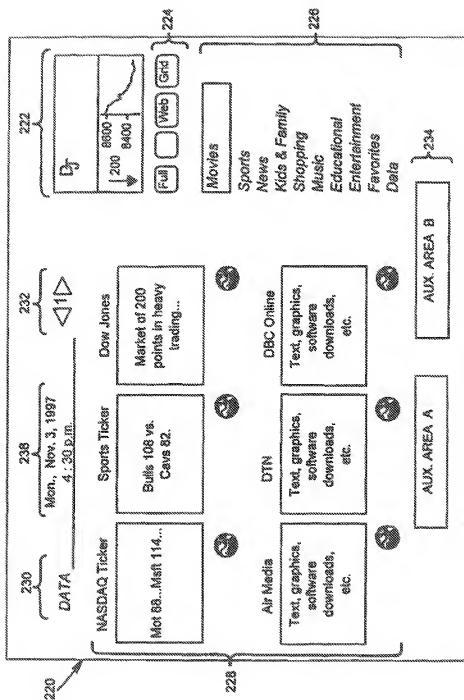 230
238
232
222
220
DATA
Mon., Nov. 3, 1997
4:30 p.m.
1
DJ
200
8600
8400
224
Full
Web
Grid
NASDAQ Ticker
Sports Ticker
Dow Jones
Mot 88...Msft 114...
Bulls 108 vs.
Cavs 82.
Market of 200
points in heavy
trading...
Movies
Sports
News
Kids & Family
Shopping
Music
Educational
Entertainment
Favorites
Data
226
228
Air Media
DTN
DBC Online
Text, graphics,
software
downloads,
etc.
Text, graphics,
software
downloads,
etc.
Text, graphics,
software
downloads,
etc.
AUX. AREA A
AUX. AREA B
234